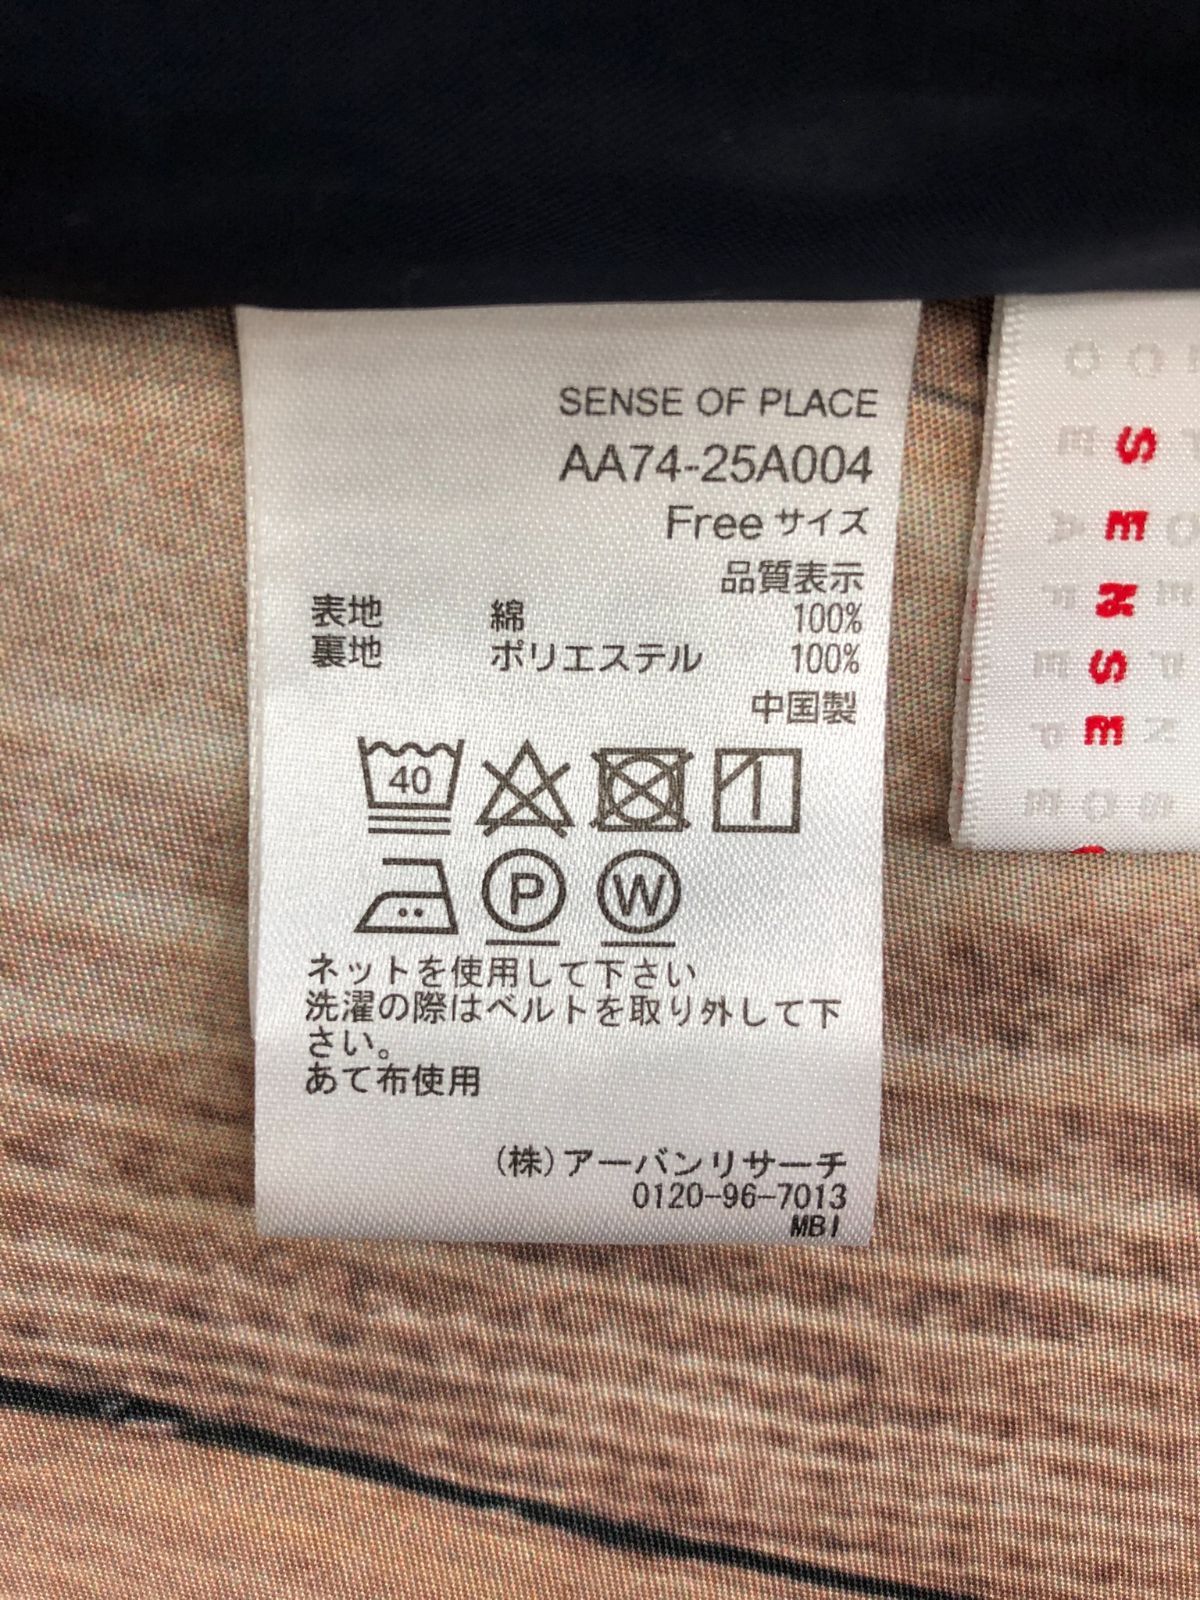 SENSE OF PLACE
AA74-25A004
Free サイズ
品質表示
表地 綿 100%
裏地 ポリエステル 100%
中国製
40
P W
ネットを使用して下さい
洗濯の際はベルトを取り外して下
さい。
あて布使用
(株)アーバンリサーチ
0120-96-7013
MBI
SENSE